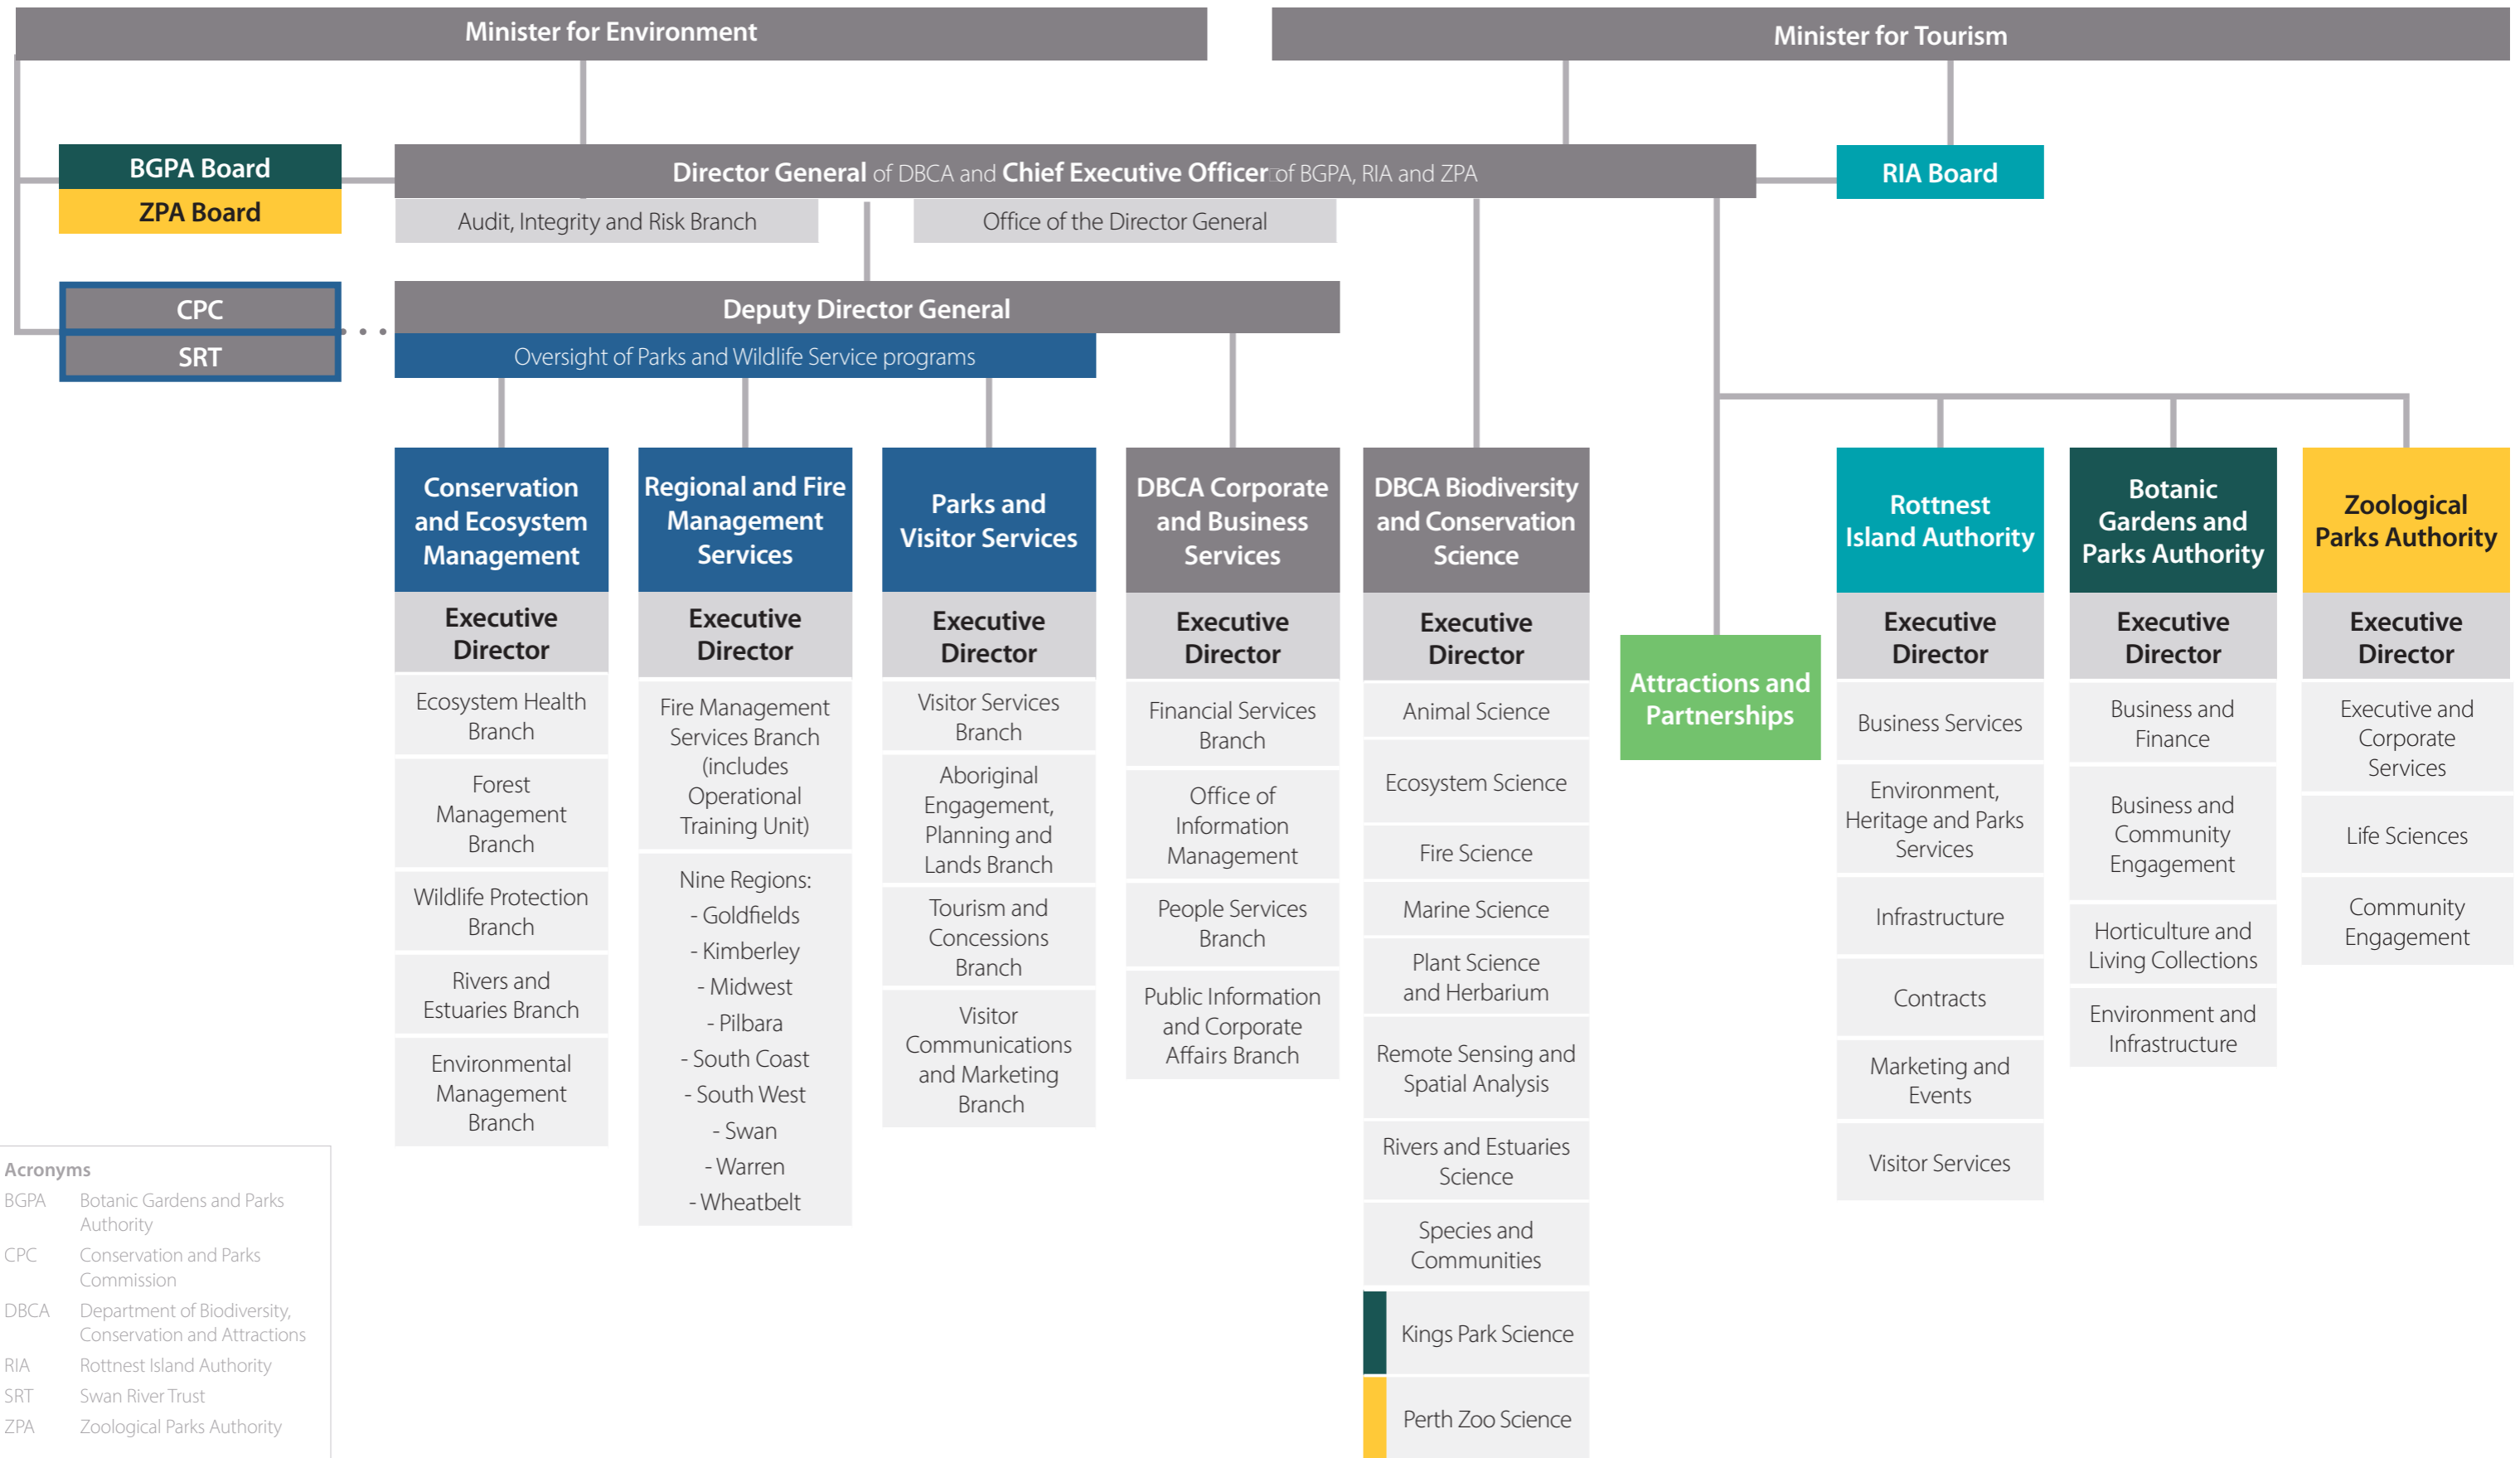 Minister for Environment
Minister for Tourism
BGPA Board
ZPA Board
Director General of DBCA and Chief Executive Officer of BGPA, RIA and ZPA
RIA Board
Audit, Integrity and Risk Branch
Office of the Director General
CPC
SRT
Deputy Director General
Oversight of Parks and Wildlife Service programs
Conservation
and Ecosystem
Management
Executive
Director
Ecosystem Health
Branch
Forest
Management
Branch
Wildlife Protection
Branch
Rivers and
Estuaries Branch
Environmental
Management
Branch
Regional and Fire
Management
Services
Executive
Director
Fire Management
Services Branch
(includes
Operational
Training Unit)
Nine Regions:
- Goldfields
- Kimberley
- Midwest
- Pilbara
- South Coast
- South West
- Swan
- Warren
- Wheatbelt
Parks and
Visitor Services
Executive
Director
Visitor Services
Branch
Aboriginal
Engagement,
Planning and
Lands Branch
Tourism and
Concessions
Branch
Visitor
Communications
and Marketing
Branch
DBCA Corporate
and Business
Services
Executive
Director
Financial Services
Branch
Office of
Information
Management
People Services
Branch
Public Information
and Corporate
Affairs Branch
DBCA Biodiversity
and Conservation
Science
Executive
Director
Animal Science
Ecosystem Science
Fire Science
Marine Science
Plant Science
and Herbarium
Remote Sensing and
Spatial Analysis
Rivers and Estuaries
Science
Species and
Communities
Kings Park Science
Perth Zoo Science
Attractions and
Partnerships
Rottnest
Island Authority
Executive
Director
Business Services
Environment,
Heritage and Parks
Services
Infrastructure
Contracts
Marketing and
Events
Visitor Services
Botanic
Gardens and
Parks Authority
Executive
Director
Business and
Finance
Business and
Community
Engagement
Horticulture and
Living Collections
Environment and
Infrastructure
Zoological
Parks Authority
Executive
Director
Executive and
Corporate
Services
Life Sciences
Community
Engagement
Acronyms
BGPA Botanic Gardens and Parks
Authority
CPC Conservation and Parks
Commission
DBCA Department of Biodiversity,
Conservation and Attractions
RIA Rottnest Island Authority
SRT Swan River Trust
ZPA Zoological Parks Authority